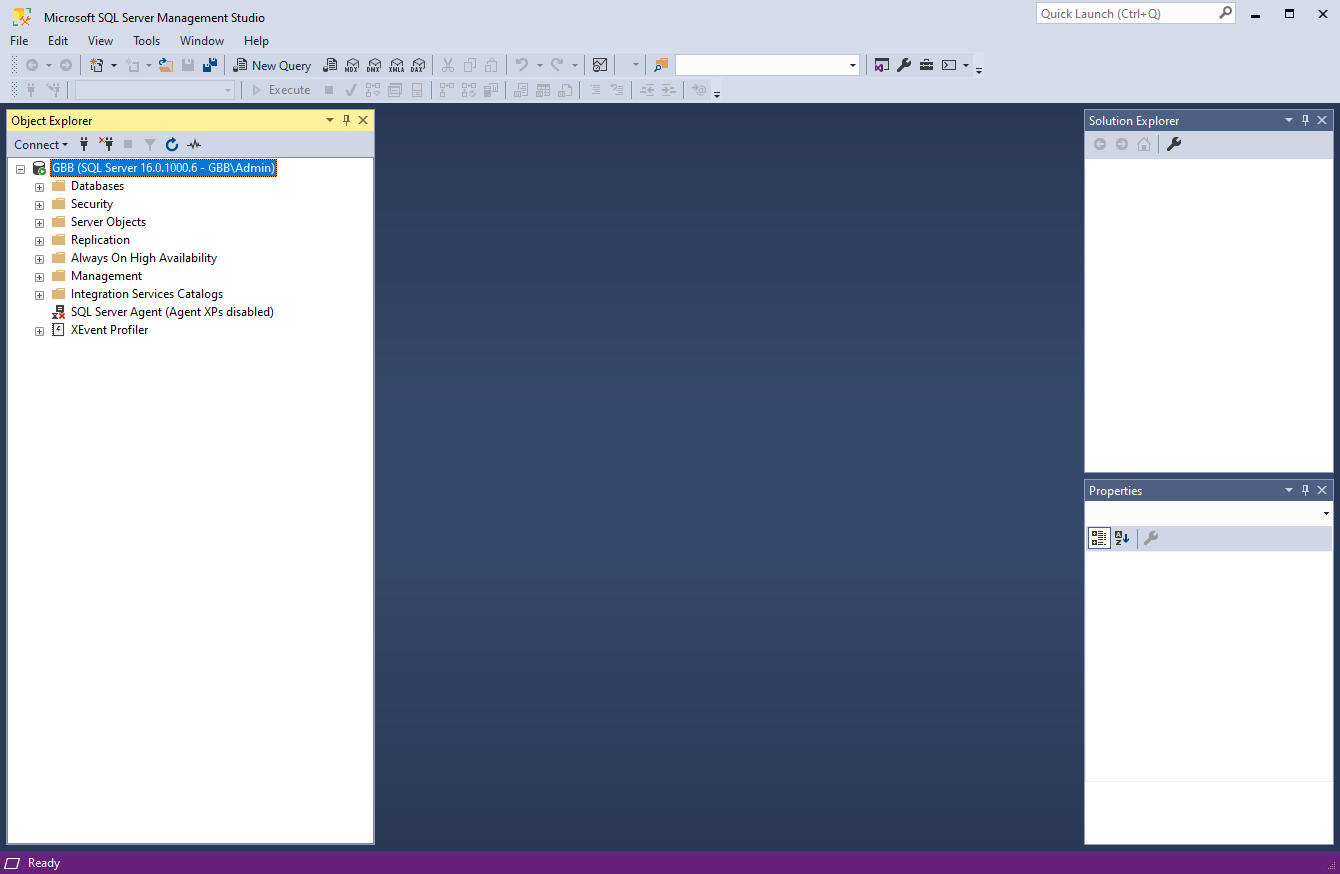 Microsoft SQL Server Management Studio
Quick Launch (Ctrl+Q)
File Edit View Tools Window Help
New Query MDX DMX XMLA DAX
Execute
Object Explorer
Connect
GBB (SQL Server 16.0.1000.6 - GBB\Admin)
Databases
Security
Server Objects
Replication
Always On High Availability
Management
Integration Services Catalogs
SQL Server Agent (Agent XPs disabled)
XEvent Profiler
Solution Explorer
Properties
Ready